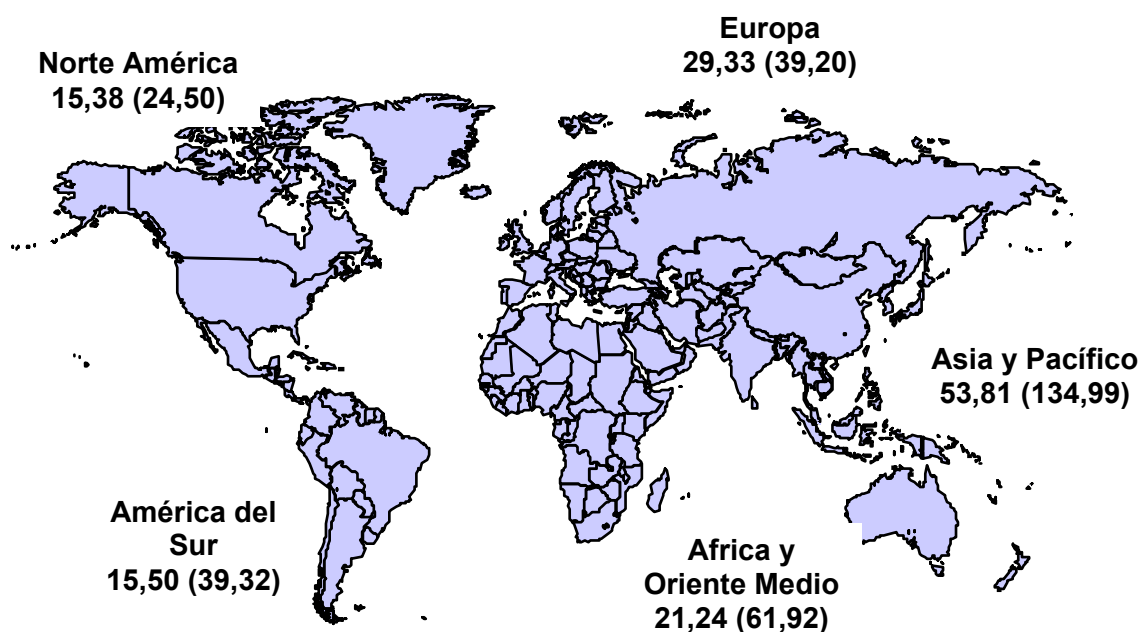 Europa
29,33 (39,20)
Norte América
15,38 (24,50)
Asia y Pacífico
53,81 (134,99)
América del
Sur
15,50 (39,32)
Africa y
Oriente Medio
21,24 (61,92)